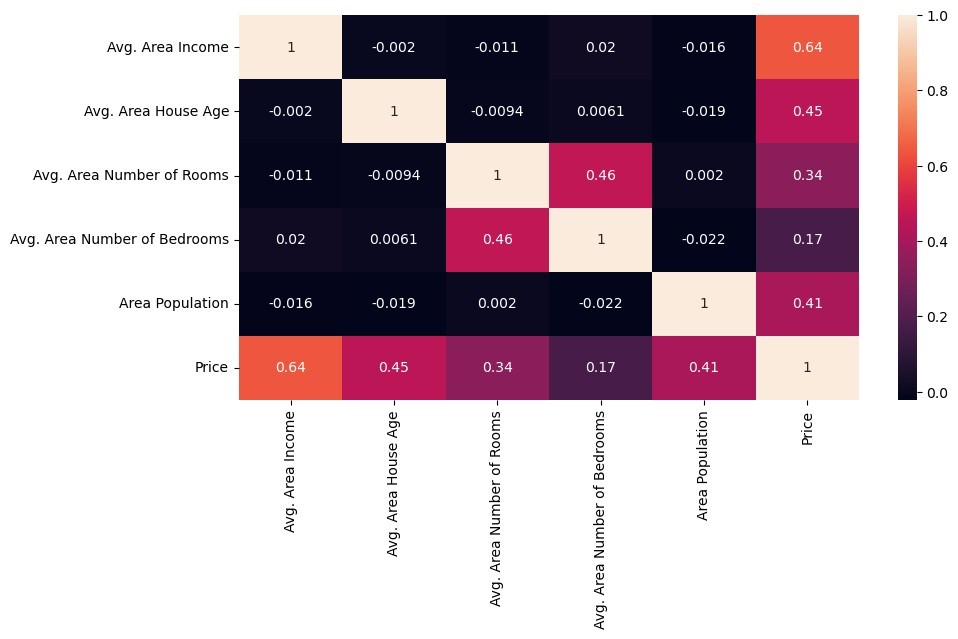 Avg. Area Income 1 -0.002 -0.011 0.02 -0.016 0.64
Avg. Area House Age -0.002 1 -0.0094 0.0061 -0.019 0.45
Avg. Area Number of Rooms -0.011 -0.0094 1 0.46 0.002 0.34
Avg. Area Number of Bedrooms 0.02 0.0061 0.46 1 -0.022 0.17
Area Population -0.016 -0.019 0.002 -0.022 1 0.41
Price 0.64 0.45 0.34 0.17 0.41 1
Avg. Area Income
Avg. Area House Age
Avg. Area Number of Rooms
Avg. Area Number of Bedrooms
Area Population
Price
1.0
0.8
0.6
0.4
0.2
0.0